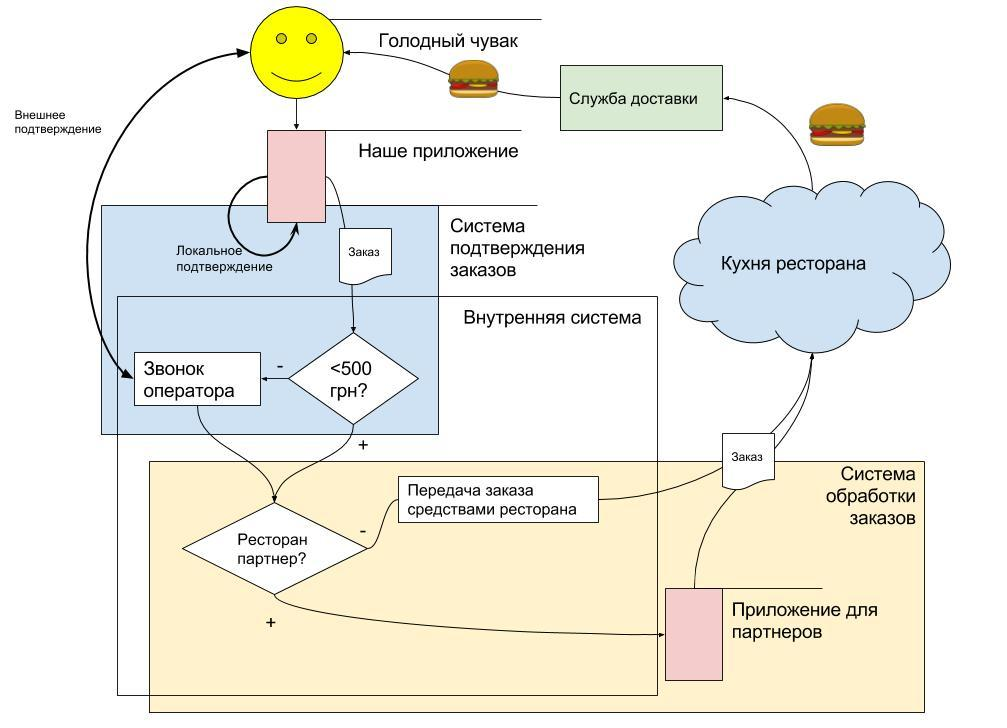 Голодный чувак
Служба доставки
Внешнее
подтверждение
Наше приложение
Система
подтверждения
заказов
Заказ
Локальное
подтверждение
Кухня ресторана
Внутренняя система
Звонок
оператора
-
<500
грн?
+
Заказ
Система
обработки
заказов
Передача заказа
средствами ресторана
-
Ресторан
партнер?
+
Приложение для
партнеров